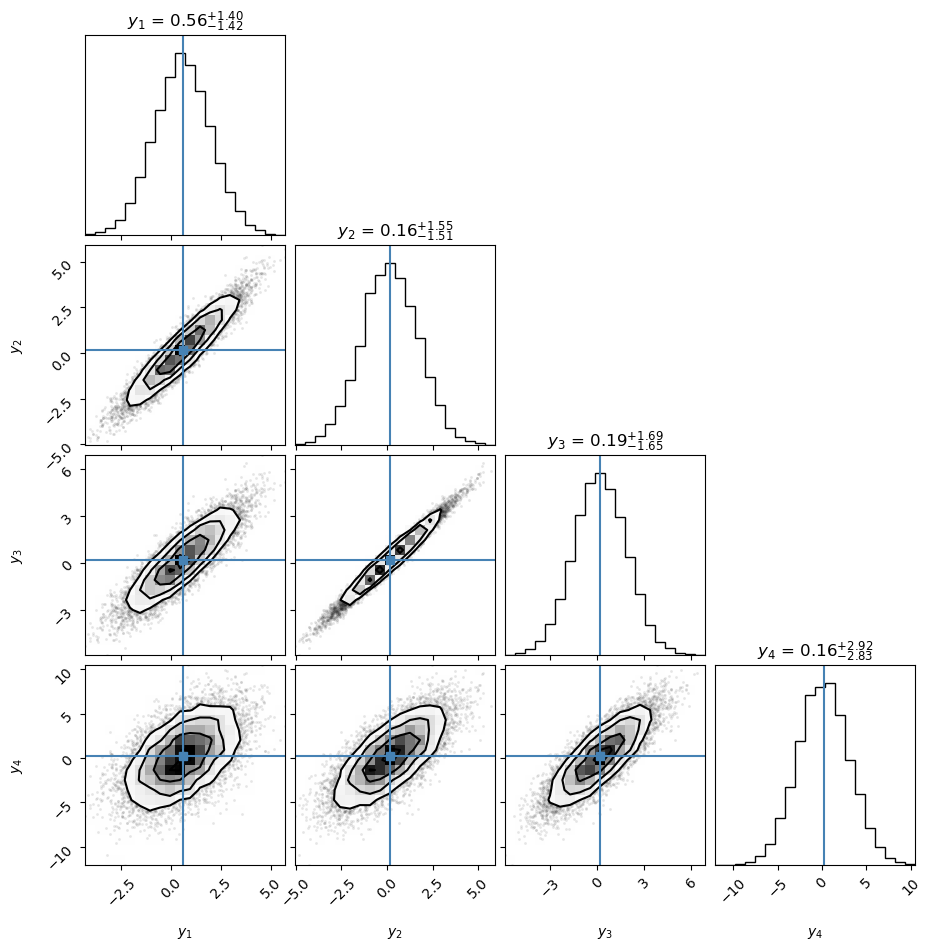 y₁ = 0.56⁺¹·⁴⁰₋₁.₄₂
y₂ = 0.16⁺¹·⁵⁵₋₁.₅₁
5.0
2.5
0.0
−2.5
−5.0
y₂
y₃ = 0.19⁺¹·⁶⁹₋₁.₆₅
6
3
0
−3
y₃
y₄ = 0.16⁺²·⁹²₋₂.₈₃
10
5
0
−5
−10
y₄
−2.5 0.0 2.5 5.0 −5.0 −2.5 0.0 2.5 5.0 −3 0 3 6 −10 −5 0 5 10
y₁ y₂ y₃ y₄